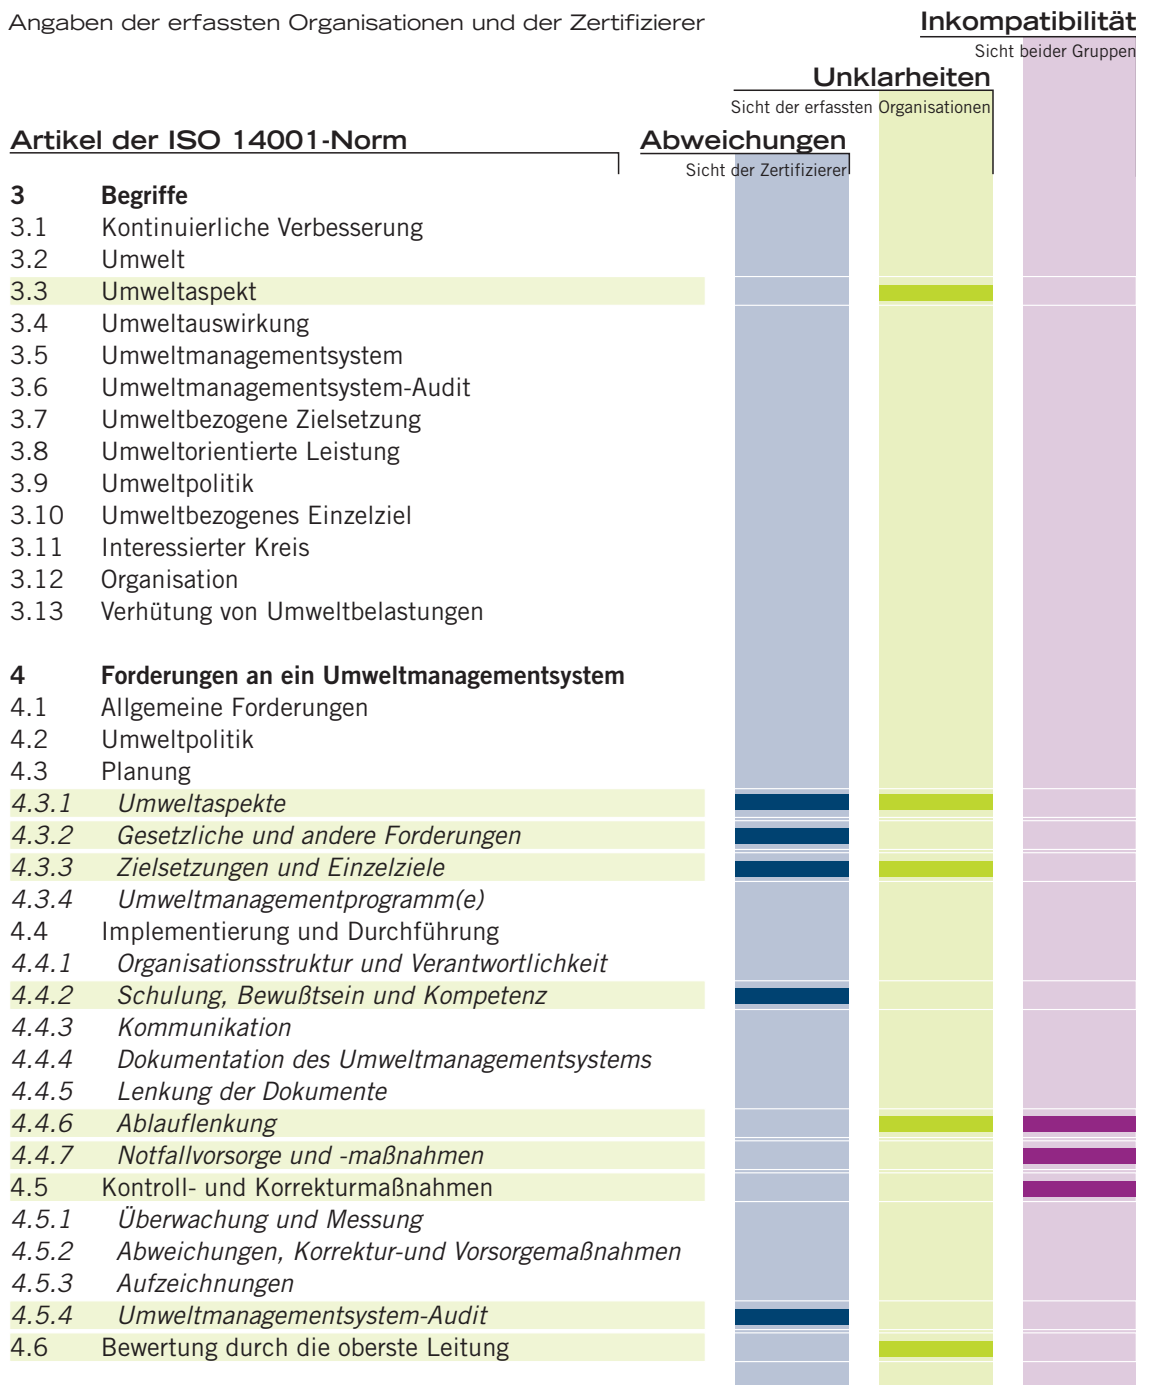 Angaben der erfassten Organisationen und der Zertifizierer
Inkompatibilität
Sicht beider Gruppen
Unklarheiten
Sicht der erfassten Organisationen
Artikel der ISO 14001-Norm
Abweichungen
Sicht der Zertifizierer
3 Begriffe
3.1 Kontinuierliche Verbesserung
3.2 Umwelt
3.3 Umweltaspekt
3.4 Umweltauswirkung
3.5 Umweltmanagementsystem
3.6 Umweltmanagementsystem-Audit
3.7 Umweltbezogene Zielsetzung
3.8 Umweltorientierte Leistung
3.9 Umweltpolitik
3.10 Umweltbezogenes Einzelziel
3.11 Interessierter Kreis
3.12 Organisation
3.13 Verhütung von Umweltbelastungen
4 Forderungen an ein Umweltmanagementsystem
4.1 Allgemeine Forderungen
4.2 Umweltpolitik
4.3 Planung
4.3.1 Umweltaspekte
4.3.2 Gesetzliche und andere Forderungen
4.3.3 Zielsetzungen und Einzelziele
4.3.4 Umweltmanagementprogramm(e)
4.4 Implementierung und Durchführung
4.4.1 Organisationsstruktur und Verantwortlichkeit
4.4.2 Schulung, Bewußtsein und Kompetenz
4.4.3 Kommunikation
4.4.4 Dokumentation des Umweltmanagementsystems
4.4.5 Lenkung der Dokumente
4.4.6 Ablauflenkung
4.4.7 Notfallvorsorge und -maßnahmen
4.5 Kontroll- und Korrekturmaßnahmen
4.5.1 Überwachung und Messung
4.5.2 Abweichungen, Korrektur-und Vorsorgemaßnahmen
4.5.3 Aufzeichnungen
4.5.4 Umweltmanagementsystem-Audit
4.6 Bewertung durch die oberste Leitung